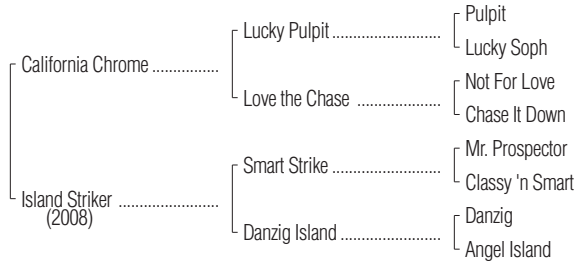 Pulpit
Lucky Pulpit ....................
Lucky Soph
California Chrome ................
Not For Love
Love the Chase ................
Chase It Down
Mr. Prospector
Smart Strike ....................
Classy 'n Smart
Island Striker ....................
(2008)
Danzig
Danzig Island ...................
Angel Island